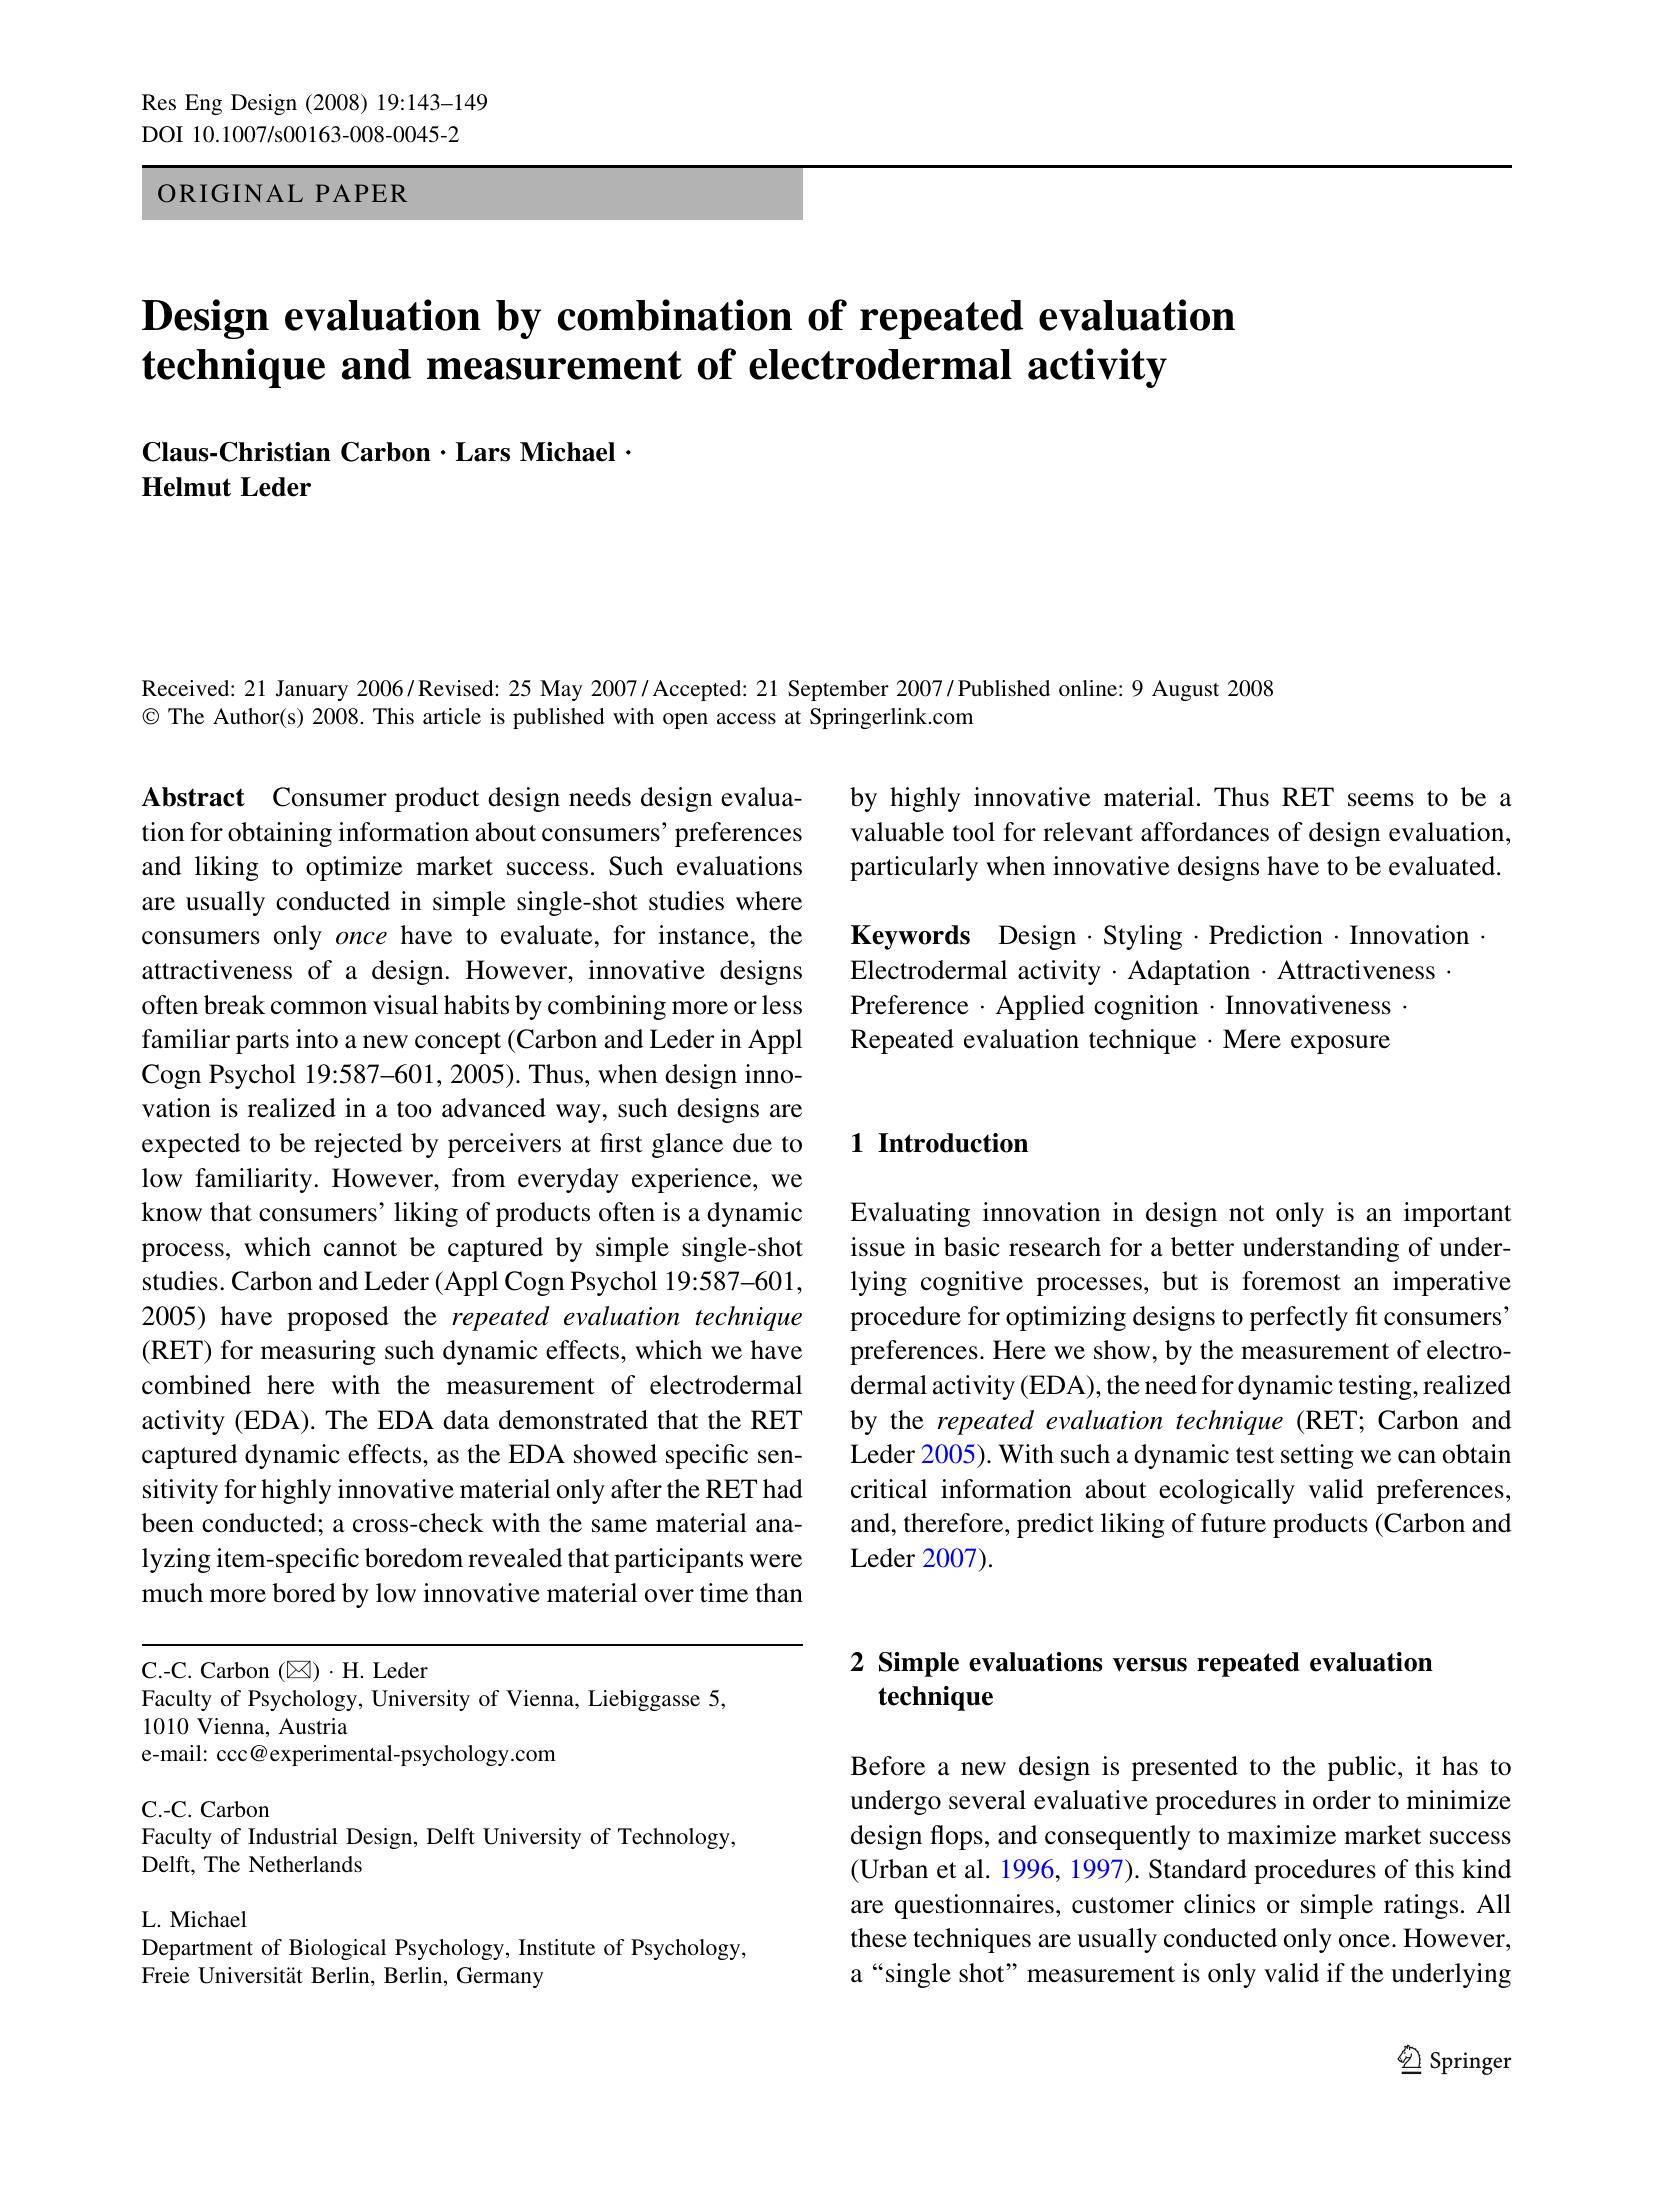 Res Eng Design (2008) 19:143–149
DOI 10.1007/s00163-008-0045-2
ORIGINAL PAPER
Design evaluation by combination of repeated evaluation
technique and measurement of electrodermal activity
Claus-Christian Carbon · Lars Michael ·
Helmut Leder
Received: 21 January 2006 / Revised: 25 May 2007 / Accepted: 21 September 2007 / Published online: 9 August 2008
© The Author(s) 2008. This article is published with open access at Springerlink.com
Abstract Consumer product design needs design evalua-
tion for obtaining information about consumers’ preferences
and liking to optimize market success. Such evaluations
are usually conducted in simple single-shot studies where
consumers only once have to evaluate, for instance, the
attractiveness of a design. However, innovative designs
often break common visual habits by combining more or less
familiar parts into a new concept (Carbon and Leder in Appl
Cogn Psychol 19:587–601, 2005). Thus, when design inno-
vation is realized in a too advanced way, such designs are
expected to be rejected by perceivers at first glance due to
low familiarity. However, from everyday experience, we
know that consumers’ liking of products often is a dynamic
process, which cannot be captured by simple single-shot
studies. Carbon and Leder (Appl Cogn Psychol 19:587–601,
2005) have proposed the repeated evaluation technique
(RET) for measuring such dynamic effects, which we have
combined here with the measurement of electrodermal
activity (EDA). The EDA data demonstrated that the RET
captured dynamic effects, as the EDA showed specific sen-
sitivity for highly innovative material only after the RET had
been conducted; a cross-check with the same material ana-
lyzing item-specific boredom revealed that participants were
much more bored by low innovative material over time than
by highly innovative material. Thus RET seems to be a
valuable tool for relevant affordances of design evaluation,
particularly when innovative designs have to be evaluated.
Keywords Design · Styling · Prediction · Innovation ·
Electrodermal activity · Adaptation · Attractiveness ·
Preference · Applied cognition · Innovativeness ·
Repeated evaluation technique · Mere exposure
1 Introduction
Evaluating innovation in design not only is an important
issue in basic research for a better understanding of under-
lying cognitive processes, but is foremost an imperative
procedure for optimizing designs to perfectly fit consumers’
preferences. Here we show, by the measurement of electro-
dermal activity (EDA), the need for dynamic testing, realized
by the repeated evaluation technique (RET; Carbon and
Leder 2005). With such a dynamic test setting we can obtain
critical information about ecologically valid preferences,
and, therefore, predict liking of future products (Carbon and
Leder 2007).
2 Simple evaluations versus repeated evaluation
technique
Before a new design is presented to the public, it has to
undergo several evaluative procedures in order to minimize
design flops, and consequently to maximize market success
(Urban et al. 1996, 1997). Standard procedures of this kind
are questionnaires, customer clinics or simple ratings. All
these techniques are usually conducted only once. However,
a “single shot” measurement is only valid if the underlying
C.-C. Carbon (✉) · H. Leder
Faculty of Psychology, University of Vienna, Liebiggasse 5,
1010 Vienna, Austria
e-mail: ccc@experimental-psychology.com
C.-C. Carbon
Faculty of Industrial Design, Delft University of Technology,
Delft, The Netherlands
L. Michael
Department of Biological Psychology, Institute of Psychology,
Freie Universität Berlin, Berlin, Germany
Springer